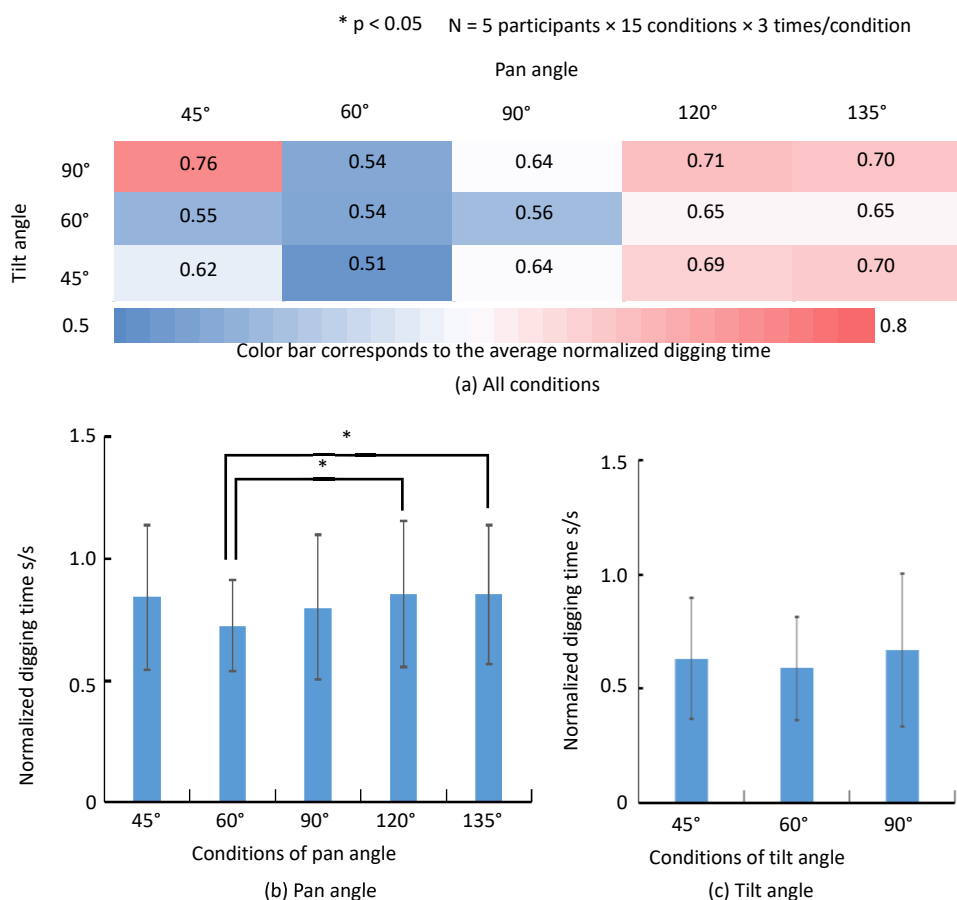 * p < 0.05 N = 5 participants × 15 conditions × 3 times/condition
Pan angle
45° 60° 90° 120° 135°
Tilt angle
90° 0.76 0.54 0.64 0.71 0.70
60° 0.55 0.54 0.56 0.65 0.65
45° 0.62 0.51 0.64 0.69 0.70
0.5 0.8
Color bar corresponds to the average normalized digging time
(a) All conditions
Normalized digging time s/s
1.5
1.0
0.5
0
*
*
45° 60° 90° 120° 135°
Conditions of pan angle
(b) Pan angle
Normalized digging time s/s
1.5
1.0
0.5
0
45° 60° 90°
Conditions of tilt angle
(c) Tilt angle